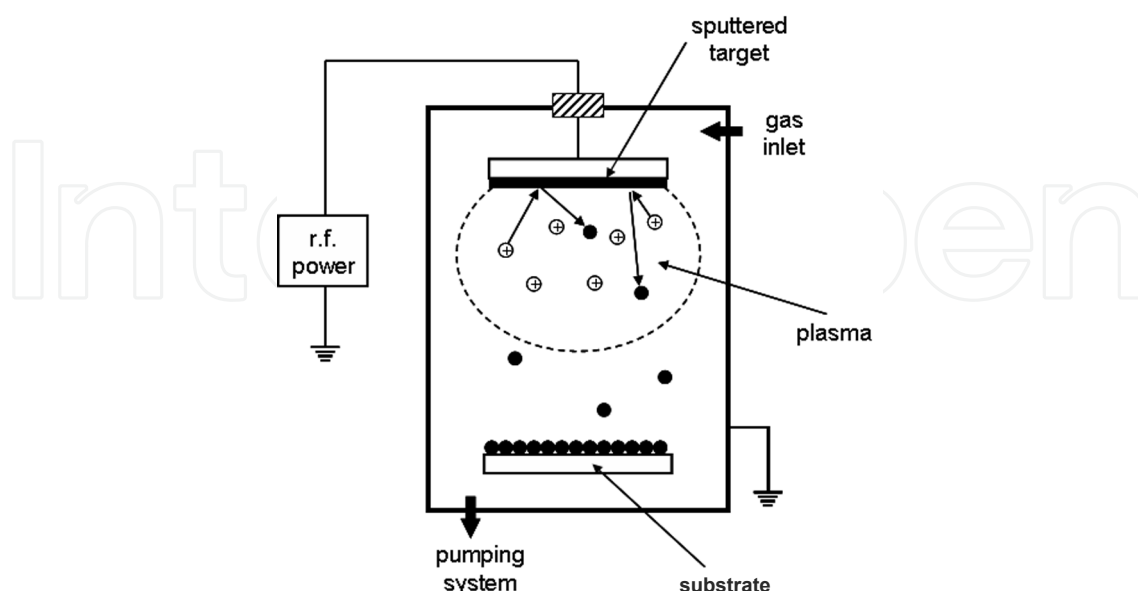 sputtered
target
gas
inlet
r.f.
power
plasma
pumping
system
substrate